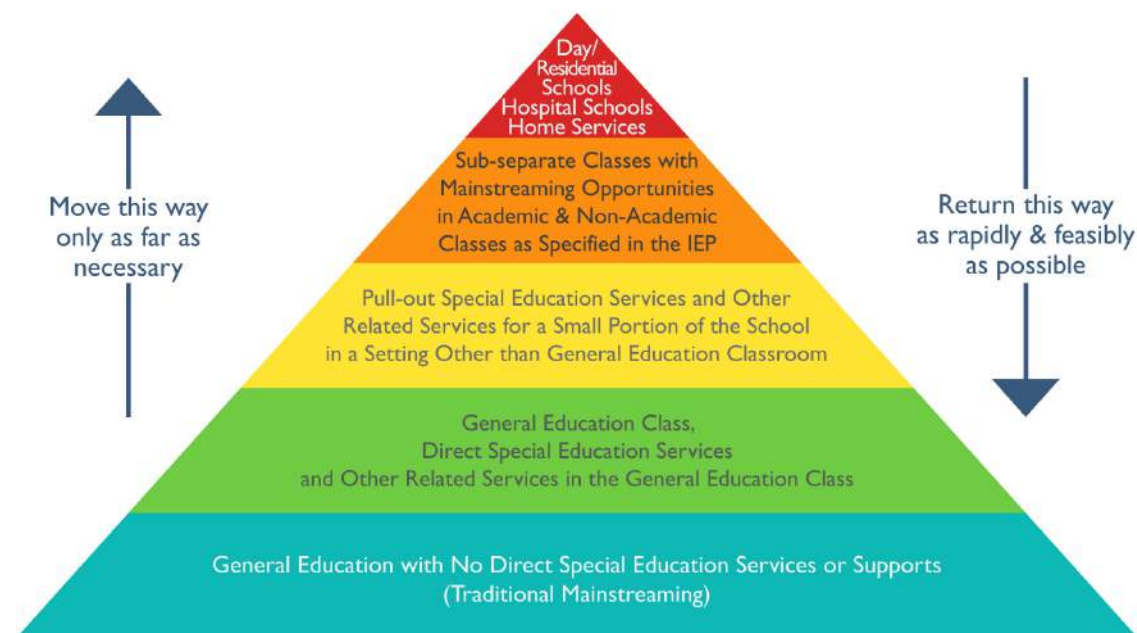 Day/
Residential
Schools
Hospital Schools
Home Services
Sub-separate Classes with
Mainstreaming Opportunities
in Academic & Non-Academic
Classes as Specified in the IEP
Move this way
only as far as
necessary
Return this way
as rapidly & feasibly
as possible
Pull-out Special Education Services and Other
Related Services for a Small Portion of the School
in a Setting Other than General Education Classroom
General Education Class,
Direct Special Education Services
and Other Related Services in the General Education Class
General Education with No Direct Special Education Services or Supports
(Traditional Mainstreaming)